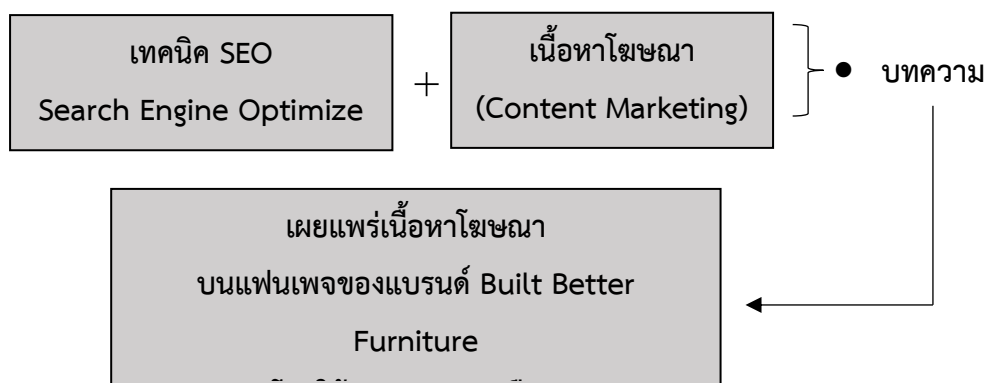 เทคนิค SEO
Search Engine Optimize
+
เนื้อหาโฆษณา
(Content Marketing)
● บทความ
เผยแพร่เนื้อหาโฆษณา
บนแฟนเพจของแบรนด์ Built Better
Furniture